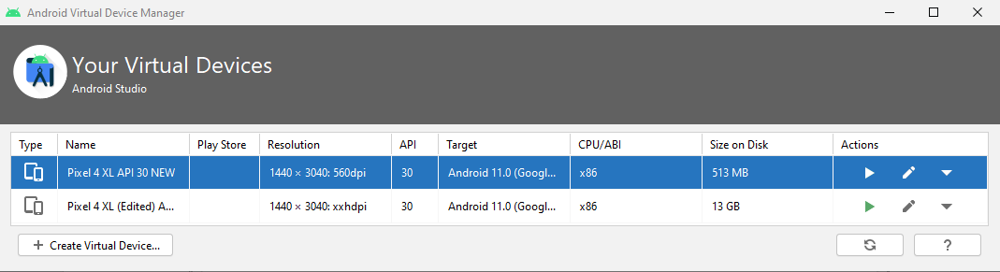 Android Virtual Device Manager
Your Virtual Devices
Android Studio
Type Name Play Store Resolution API Target CPU/ABI Size on Disk Actions
Pixel 4 XL API 30 NEW 1440 × 3040: 560dpi 30 Android 11.0 (Googl... x86 513 MB
Pixel 4 XL (Edited) A... 1440 × 3040: xxhdpi 30 Android 11.0 (Googl... x86 13 GB
+ Create Virtual Device... ?